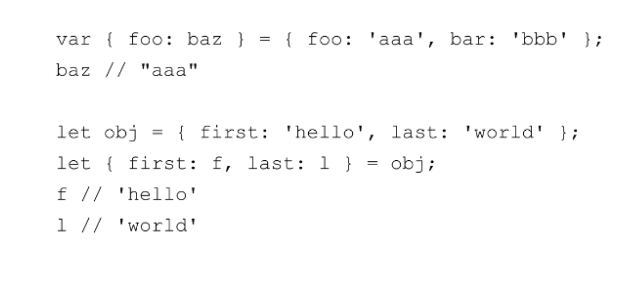 var { foo: baz } = { foo: 'aaa', bar: 'bbb' };
baz // "aaa"
let obj = { first: 'hello', last: 'world' };
let { first: f, last: l } = obj;
f // 'hello'
l // 'world'